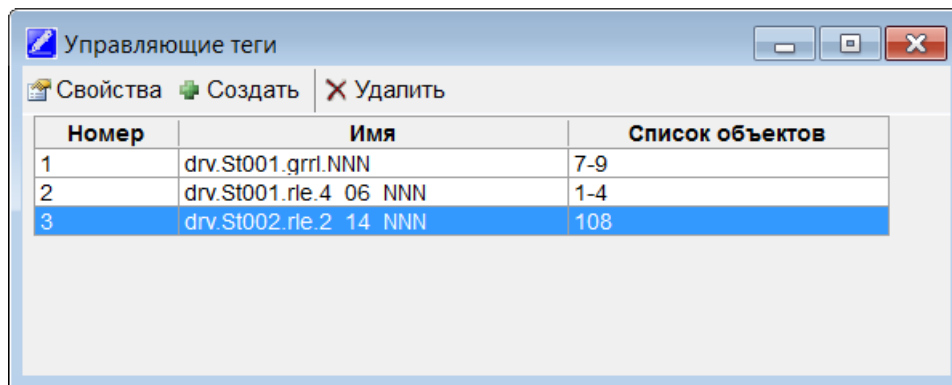 Управляющие теги
Свойства Создать Удалить
Номер Имя Список объектов
1 drv.St001.grrl.NNN 7-9
2 drv.St001.rle.4_06_NNN 1-4
3 drv.St002.rle.2_14_NNN 108